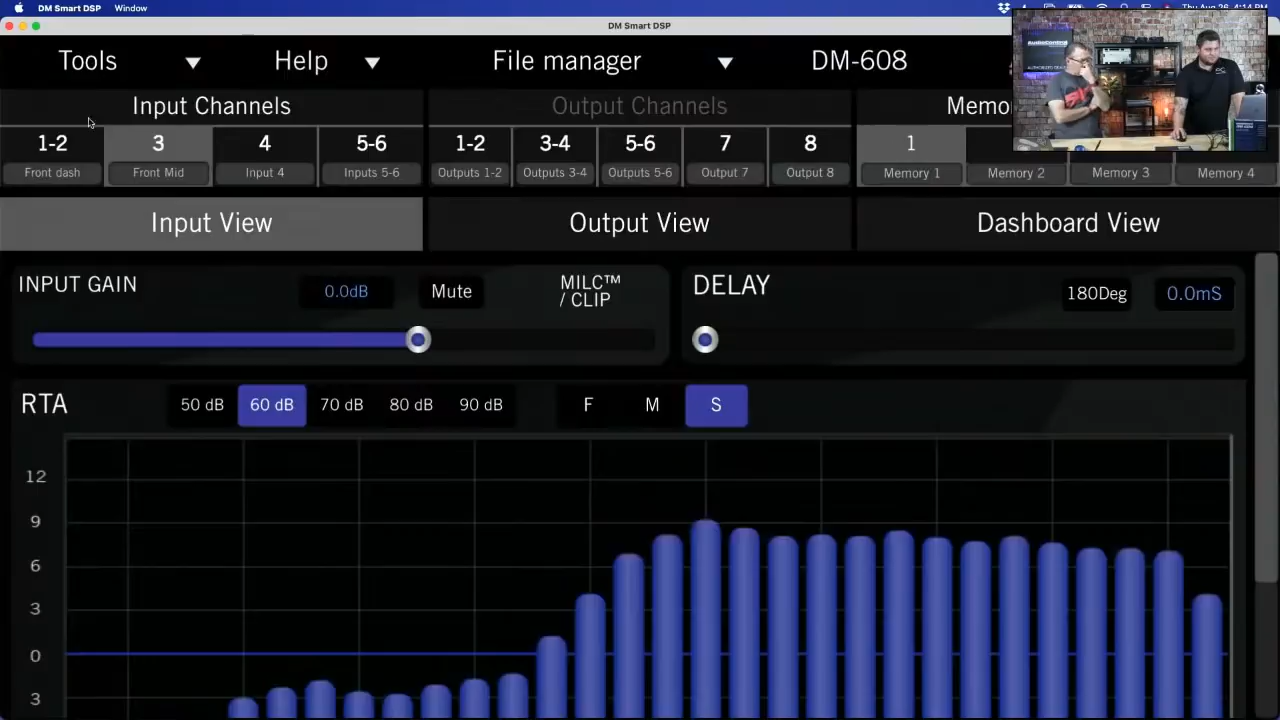 DM Smart DSP Window
DM Smart DSP
Tools Help File manager DM-608
Input Channels Output Channels
1-2 3 4 5-6 1-2 3-4 5-6 7 8 1
Front dash Front Mid Input 4 Inputs 5-6 Outputs 1-2 Outputs 3-4 Outputs 5-6 Output 7 Output 8 Memory 1 Memory 2 Memory 3 Memory 4
Input View Output View Dashboard View
INPUT GAIN 0.0dB Mute MILC™
/ CLIP
DELAY 180Deg 0.0mS
RTA 50 dB 60 dB 70 dB 80 dB 90 dB F M S
12
9
6
3
0
3